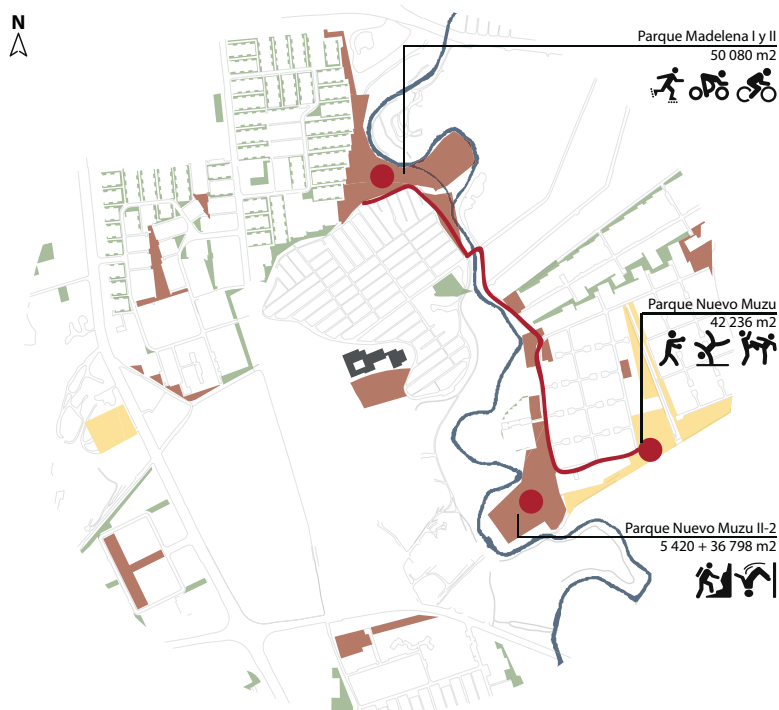 N
Parque Madelena I y II
50 080 m2
Parque Nuevo Muzu
42 236 m2
Parque Nuevo Muzu II-2
5 420 + 36 798 m2